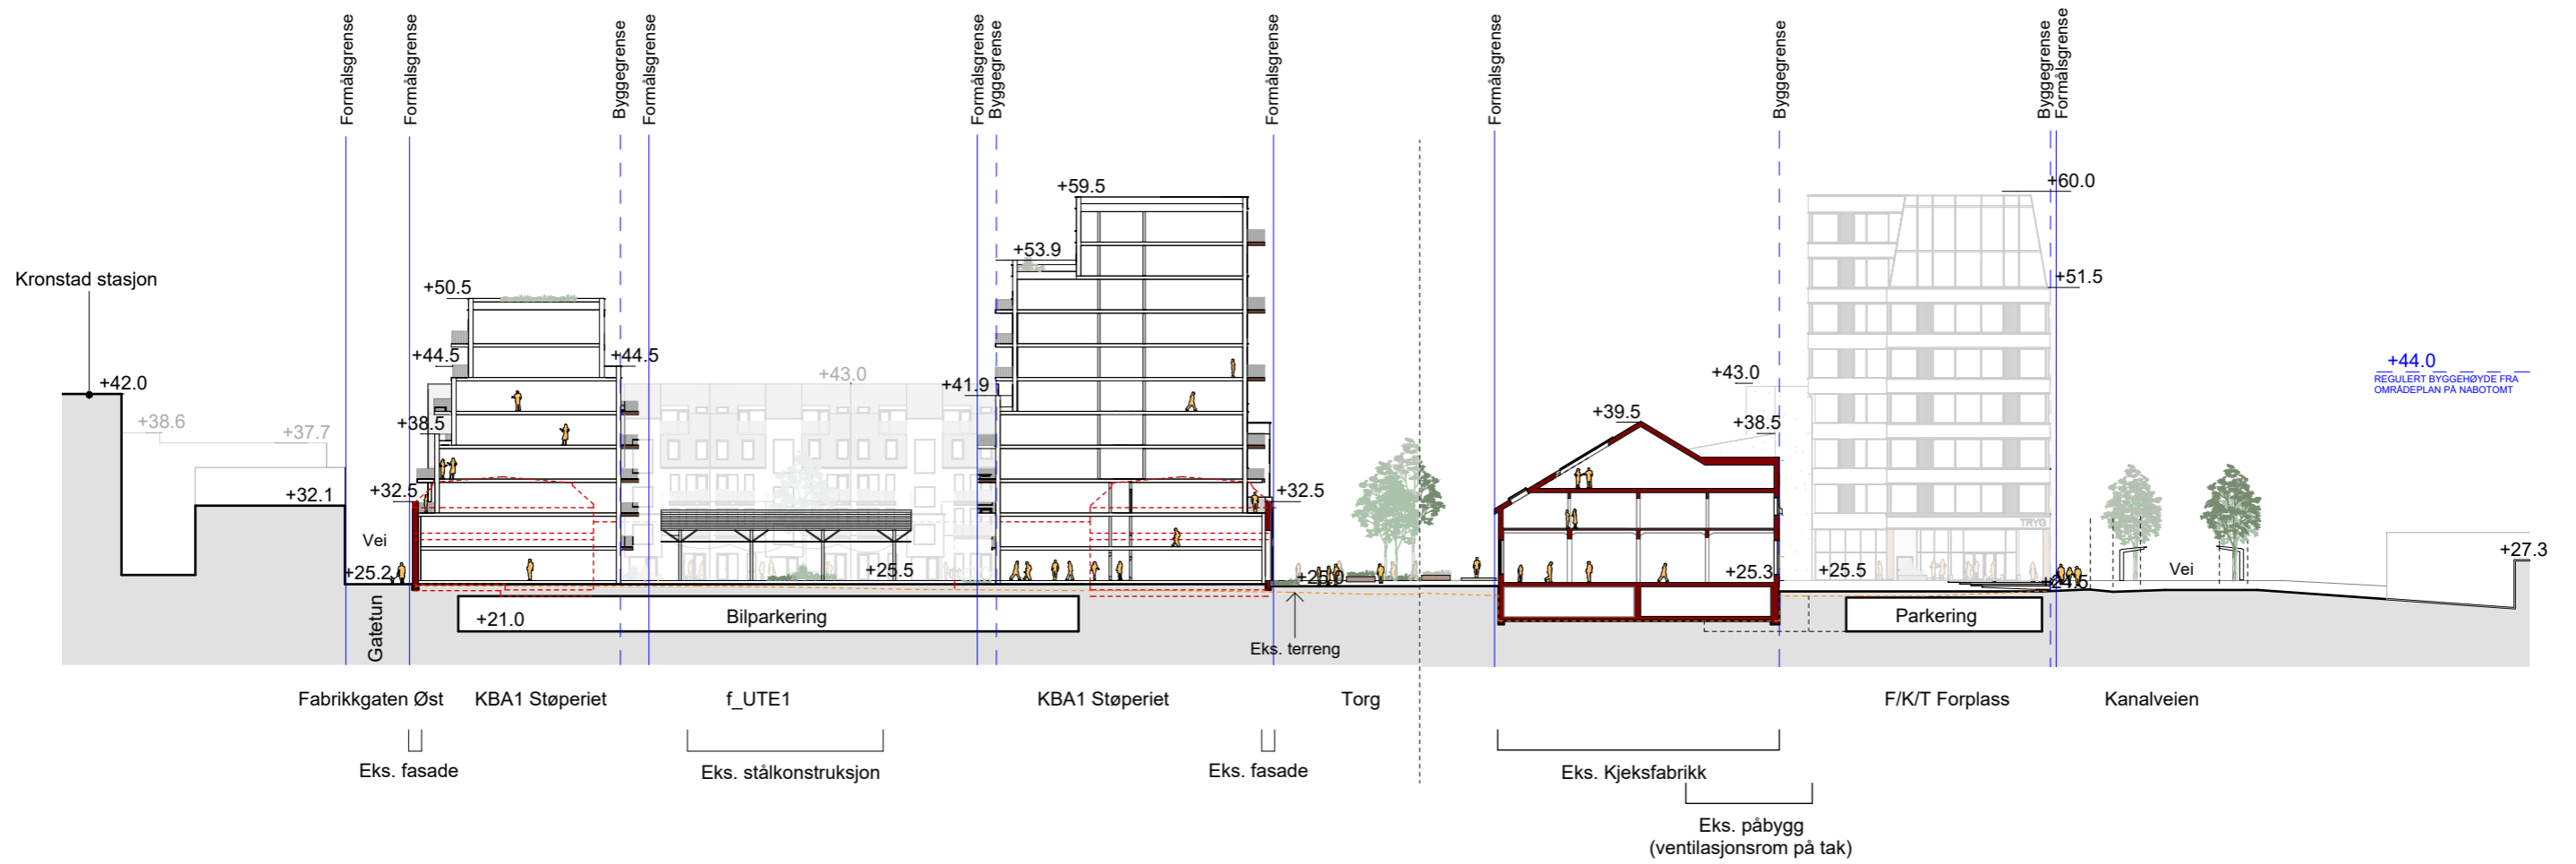 Formålsgrense
Formålsgrense
Byggegrense
Formålsgrense
Formålsgrense
Byggegrense
Formålsgrense
Formålsgrense
Byggegrense
Byggegrense
Formålsgrense
+59.5
+60.0
+53.9
Kronstad stasjon
+50.5
+51.5
+44.5
+44.5
+44.0
REGULERT BYGGEHØYDE FRA
OMRÅDEPLAN PÅ NABOTOMT
+42.0
+43.0
+41.9
+43.0
+38.6
+37.7
+38.5
+39.5
+38.5
+32.1
+32.5
+32.5
TRYG
Vei
+25.2
+25.5
+25.0
+25.3
+25.5
+24.5
Vei
+27.3
Gatetun
+21.0
Bilparkering
Parkering
Eks. terreng
Fabrikkgaten Øst
KBA1 Støperiet
f_UTE1
KBA1 Støperiet
Torg
F/K/T Forplass
Kanalveien
Eks. fasade
Eks. stålkonstruksjon
Eks. fasade
Eks. Kjeksfabrikk
Eks. påbygg
(ventilasjonsrom på tak)